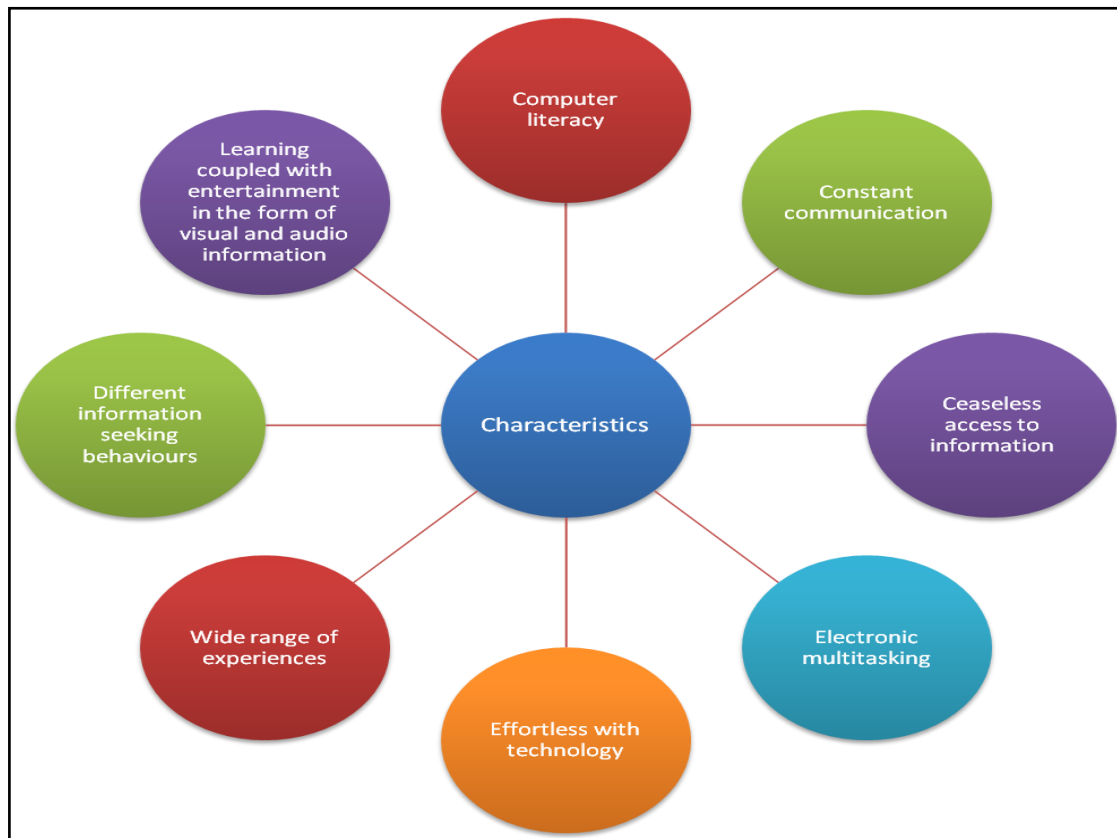 Computer
literacy
Constant
communication
Ceaseless
access to
information
Electronic
multitasking
Effortless with
technology
Wide range of
experiences
Different
information
seeking
behaviours
Learning
coupled with
entertainment
in the form of
visual and audio
information
Characteristics